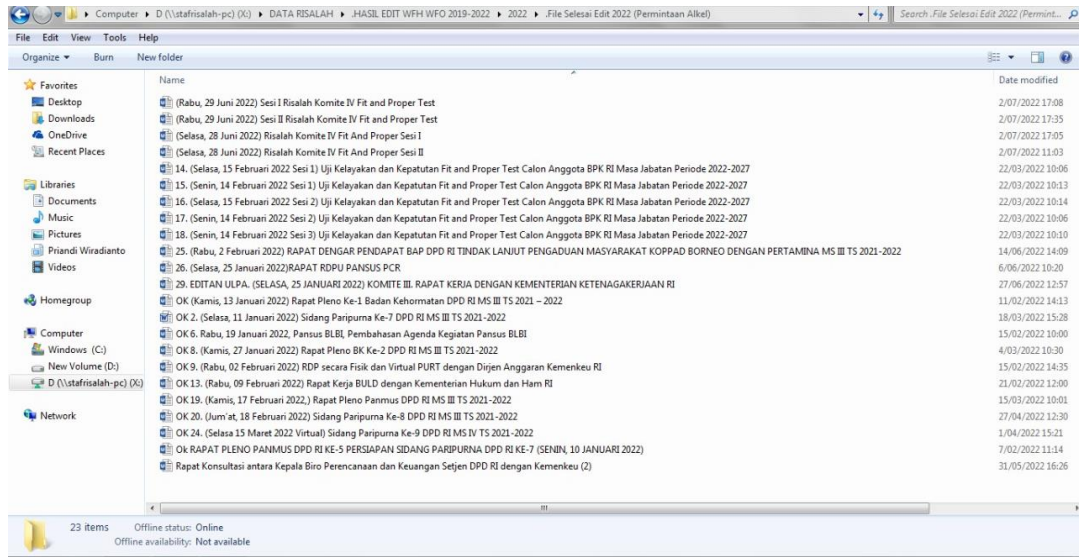 Computer ▸ D (\\stafrisalah-pc) (X:) ▸ DATA RISALAH ▸ .HASIL EDIT WFH WFO 2019-2022 ▸ 2022 ▸ .File Selesai Edit 2022 (Permintaan Alkel)
Search .File Selesai Edit 2022 (Permint...
File Edit View Tools Help
Organize Burn New folder
Name Date modified
Favorites
Desktop
Downloads
OneDrive
Recent Places
Libraries
Documents
Music
Pictures
Priandi Wiradianto
Videos
Homegroup
Computer
Windows (C:)
New Volume (D:)
D (\\stafrisalah-pc) (X:)
Network
(Rabu, 29 Juni 2022) Sesi I Risalah Komite IV Fit and Proper Test 2/07/2022 17:08
(Rabu, 29 Juni 2022) Sesi II Risalah Komite IV Fit and Proper Test 2/07/2022 17:35
(Selasa, 28 Juni 2022) Risalah Komite IV Fit And Proper Sesi I 2/07/2022 17:05
(Selasa, 28 Juni 2022) Risalah Komite IV Fit And Proper Sesi II 2/07/2022 11:03
14. (Selasa, 15 Februari 2022 Sesi 1) Uji Kelayakan dan Kepatutan Fit and Proper Test Calon Anggota BPK RI Masa Jabatan Periode 2022-2027 22/03/2022 10:06
15. (Senin, 14 Februari 2022 Sesi 1) Uji Kelayakan dan Kepatutan Fit and Proper Test Calon Anggota BPK RI Masa Jabatan Periode 2022-2027 22/03/2022 10:13
16. (Selasa, 15 Februari 2022 Sesi 2) Uji Kelayakan dan Kepatutan Fit and Proper Test Calon Anggota BPK RI Masa Jabatan Periode 2022-2027 22/03/2022 10:14
17. (Senin, 14 Februari 2022 Sesi 2) Uji Kelayakan dan Kepatutan Fit and Proper Test Calon Anggota BPK RI Masa Jabatan Periode 2022-2027 22/03/2022 10:06
18. (Senin, 14 Februari 2022 Sesi 3) Uji Kelayakan dan Kepatutan Fit and Proper Test Calon Anggota BPK RI Masa Jabatan Periode 2022-2027 22/03/2022 10:10
25. (Rabu, 2 Februari 2022) RAPAT DENGAR PENDAPAT BAP DPD RI TINDAK LANJUT PENGADUAN MASYARAKAT KOPPAD BORNEO DENGAN PERTAMINA MS III TS 2021-2022 14/06/2022 14:09
26. (Selasa, 25 Januari 2022)RAPAT RDPU PANSUS PCR 6/06/2022 10:20
29. EDITAN ULPA. (SELASA, 25 JANUARI 2022) KOMITE III. RAPAT KERJA DENGAN KEMENTERIAN KETENAGAKERJAAN RI 27/06/2022 12:57
OK (Kamis, 13 Januari 2022) Rapat Pleno Ke-1 Badan Kehormatan DPD RI MS III TS 2021 – 2022 11/02/2022 14:13
OK 2. (Selasa, 11 Januari 2022) Sidang Paripurna Ke-7 DPD RI MS III TS 2021-2022 18/03/2022 15:28
OK 6. Rabu, 19 Januari 2022, Pansus BLBI, Pembahasan Agenda Kegiatan Pansus BLBI 15/02/2022 10:00
OK 8. (Kamis, 27 Januari 2022) Rapat Pleno BK Ke-2 DPD RI MS III TS 2021-2022 4/03/2022 10:30
OK 9. (Rabu, 02 Februari 2022) RDP secara Fisik dan Virtual PURT dengan Dirjen Anggaran Kemenkeu RI 15/02/2022 14:35
OK 13. (Rabu, 09 Februari 2022) Rapat Kerja BULD dengan Kementerian Hukum dan Ham RI 21/02/2022 12:00
OK 19. (Kamis, 17 Februari 2022,) Rapat Pleno Panmus DPD RI MS III TS 2021-2022 15/03/2022 10:01
OK 20. (Jum'at, 18 Februari 2022) Sidang Paripurna Ke-8 DPD RI MS III TS 2021-2022 27/04/2022 12:30
OK 24. (Selasa 15 Maret 2022 Virtual) Sidang Paripurna Ke-9 DPD RI MS IV TS 2021-2022 1/04/2022 15:21
Ok RAPAT PLENO PANMUS DPD RI KE-5 PERSIAPAN SIDANG PARIPURNA DPD RI KE-7 (SENIN, 10 JANUARI 2022) 7/02/2022 11:14
Rapat Konsultasi antara Kepala Biro Perencanaan dan Keuangan Setjen DPD RI dengan Kemenkeu (2) 31/05/2022 16:26
23 items Offline status: Online
Offline availability: Not available